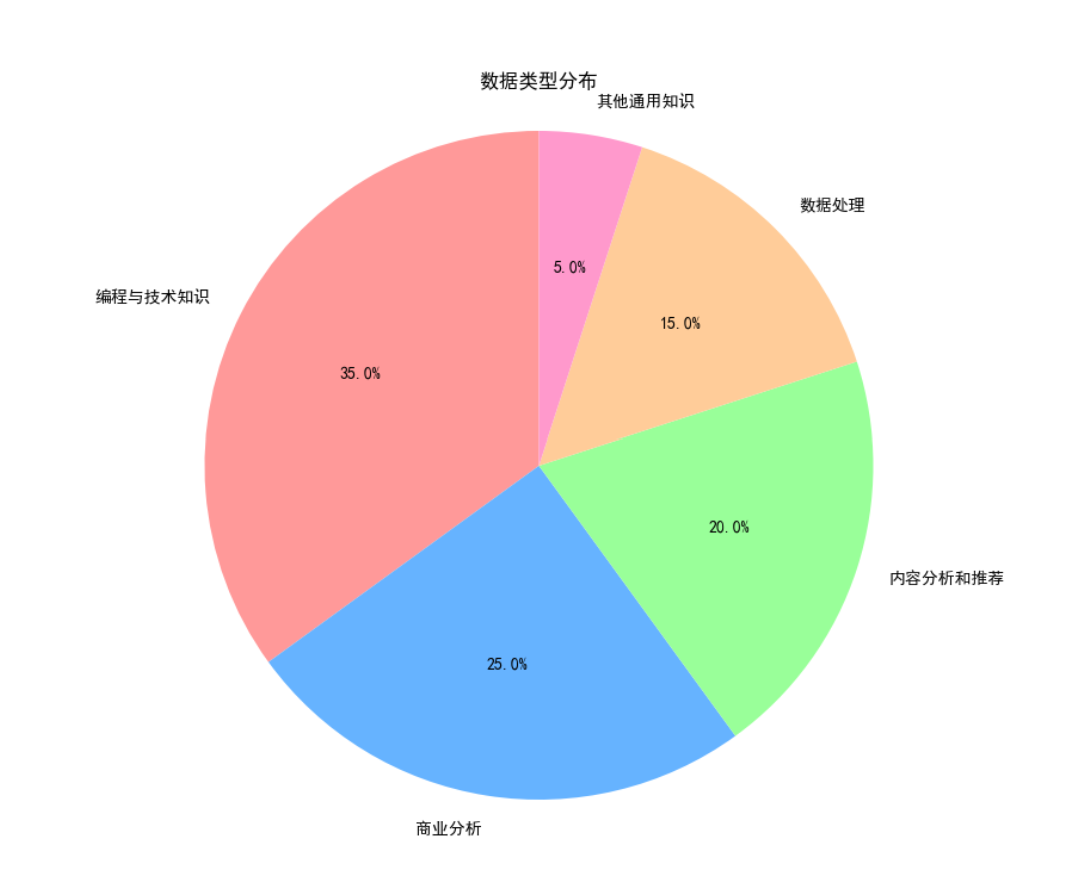 数据类型分布
其他通用知识
数据处理
5.0%
编程与技术知识
15.0%
35.0%
20.0%
内容分析和推荐
25.0%
商业分析